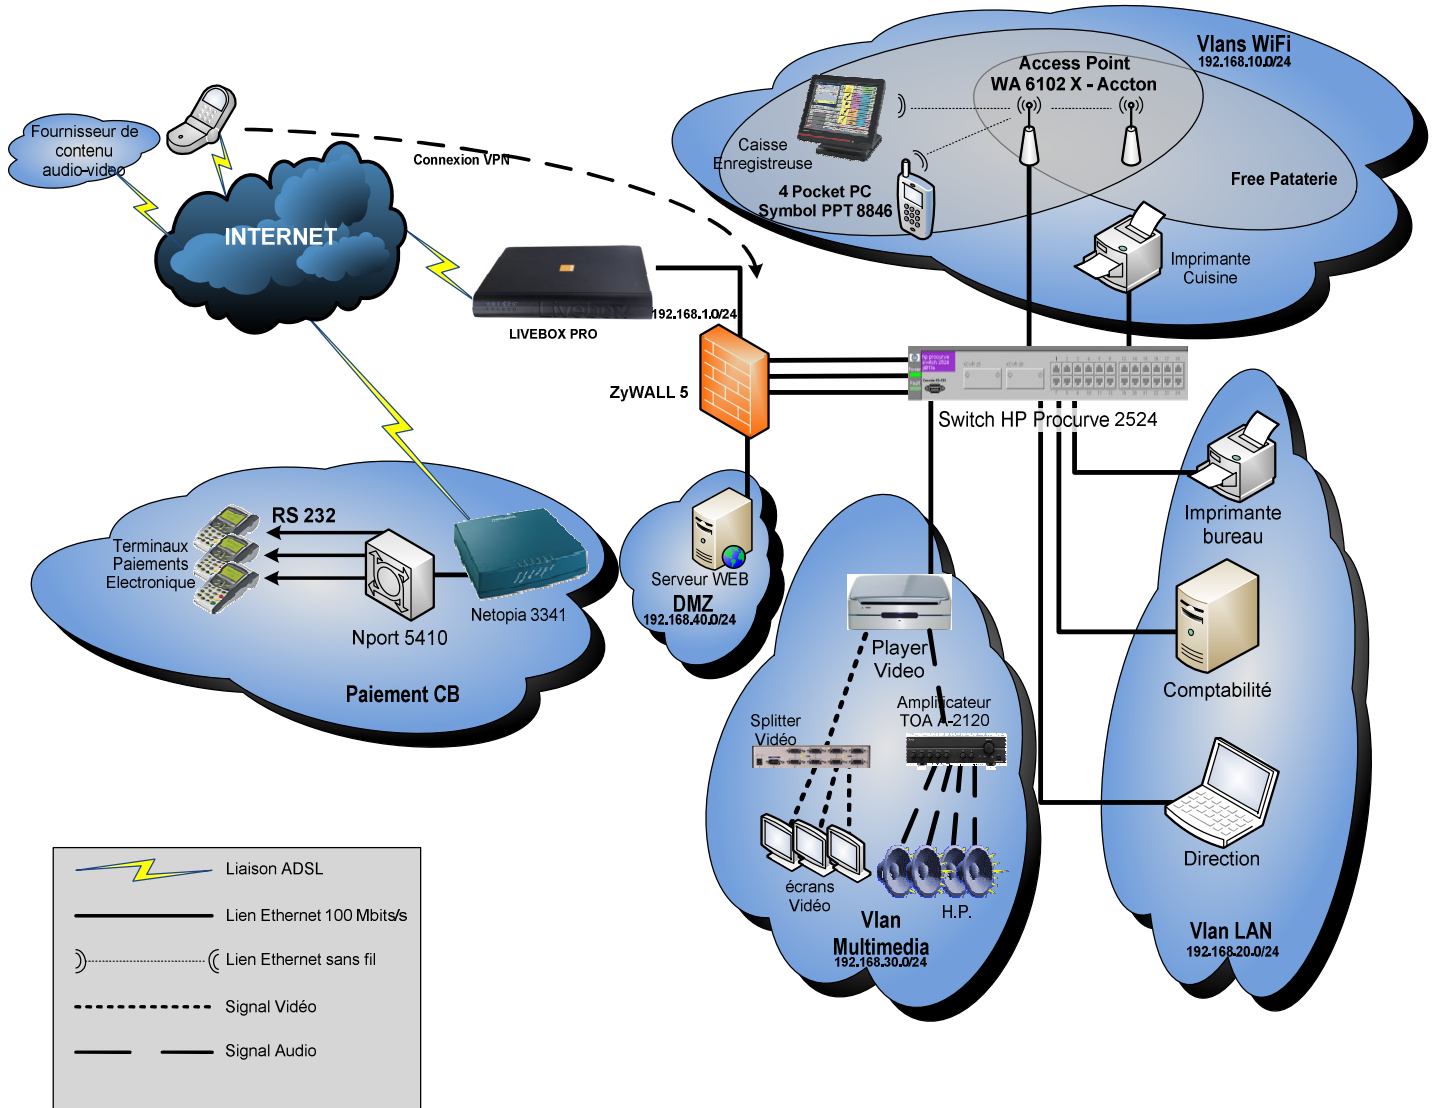 Vlans WiFi
192.168.10.0/24
Access Point
WA 6102 X - Accton
Caisse
Enregistreuse
4 Pocket PC
Symbol PPT 8846
Free Pataterie
Imprimante
Cuisine
Fournisseur de
contenu
audio-video
Connexion VPN
INTERNET
LIVEBOX PRO
192.168.1.0/24
ZyWALL 5
hp procurve
switch 2524
Switch HP Procurve 2524
RS 232
Terminaux
Paiements
Electronique
Nport 5410
Netopia 3341
Paiement CB
Serveur WEB
DMZ
192.168.40.0/24
Player
Video
Amplificateur
TOA A-2120
Splitter
Vidéo
écrans
Vidéo
H.P.
Vlan
Multimedia
192.168.30.0/24
Imprimante
bureau
Comptabilité
Direction
Vlan LAN
192.168.20.0/24
Liaison ADSL
Lien Ethernet 100 Mbits/s
Lien Ethernet sans fil
Signal Vidéo
Signal Audio